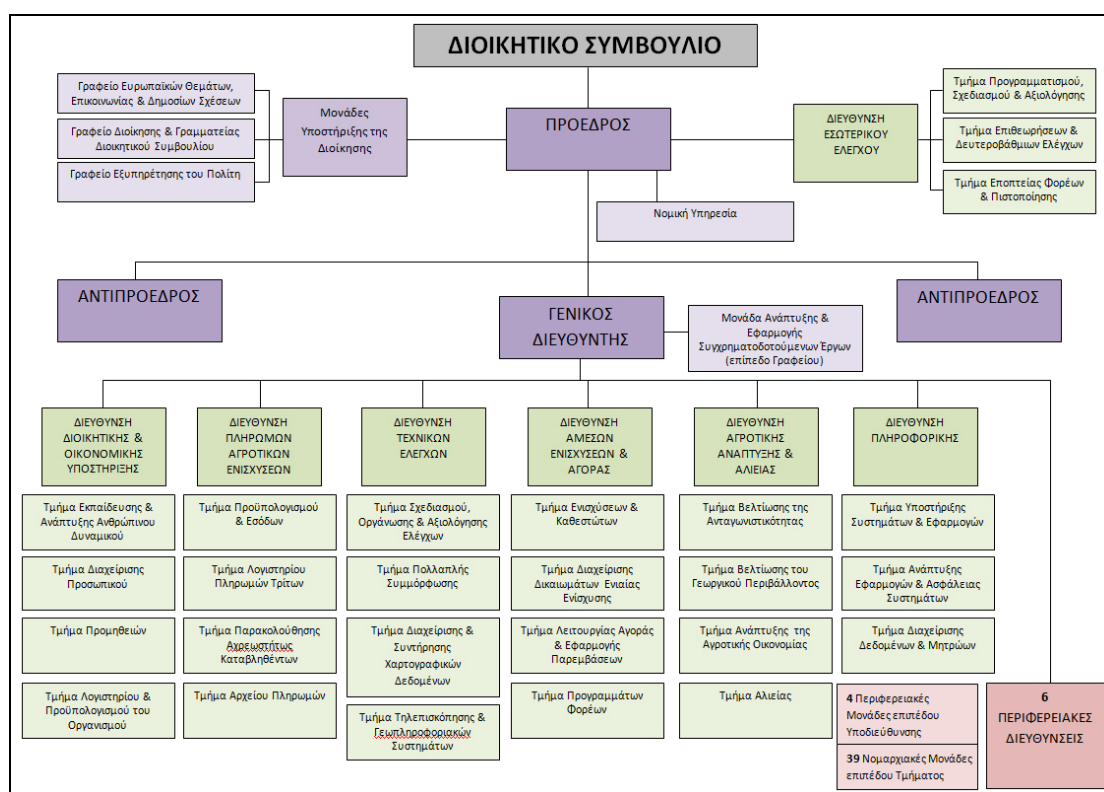 ΔΙΟΙΚΗΤΙΚΟ ΣΥΜΒΟΥΛΙΟ
Γραφείο Ευρωπαϊκών Θεμάτων,
Επικοινωνίας & Δημοσίων Σχέσεων
Γραφείο Διοίκησης & Γραμματείας
Διοικητικού Συμβουλίου
Γραφείο Εξυπηρέτησης του Πολίτη
Μονάδες
Υποστήριξης της
Διοίκησης
ΠΡΟΕΔΡΟΣ
ΔΙΕΥΘΥΝΣΗ
ΕΣΩΤΕΡΙΚΟΥ
ΕΛΕΓΧΟΥ
Τμήμα Προγραμματισμού,
Σχεδιασμού & Αξιολόγησης
Τμήμα Επιθεωρήσεων &
Δευτεροβάθμιων Ελέγχων
Τμήμα Εποπτείας Φορέων
& Πιστοποίησης
Νομική Υπηρεσία
ΑΝΤΙΠΡΟΕΔΡΟΣ
ΓΕΝΙΚΟΣ
ΔΙΕΥΘΥΝΤΗΣ
Μονάδα Ανάπτυξης &
Εφαρμογής
Συγχρηματοδοτούμενων Έργων
(επίπεδο Γραφείου)
ΑΝΤΙΠΡΟΕΔΡΟΣ
ΔΙΕΥΘΥΝΣΗ
ΔΙΟΙΚΗΤΙΚΗΣ &
ΟΙΚΟΝΟΜΙΚΗΣ
ΥΠΟΣΤΗΡΙΞΗΣ
Τμήμα Εκπαίδευσης &
Ανάπτυξης Ανθρώπινου
Δυναμικού
Τμήμα Διαχείρισης
Προσωπικού
Τμήμα Προμηθειών
Τμήμα Λογιστηρίου &
Προϋπολογισμού του
Οργανισμού
ΔΙΕΥΘΥΝΣΗ
ΠΛΗΡΩΜΩΝ
ΑΓΡΟΤΙΚΩΝ
ΕΝΙΣΧΥΣΕΩΝ
Τμήμα Προϋπολογισμού
& Εσόδων
Τμήμα Λογιστηρίου
Πληρωμών Τρίτων
Τμήμα Παρακολούθησης
Αχρεωστήτως
Καταβληθέντων
Τμήμα Αρχείου Πληρωμών
ΔΙΕΥΘΥΝΣΗ
ΤΕΧΝΙΚΩΝ
ΕΛΕΓΧΩΝ
Τμήμα Σχεδιασμού,
Οργάνωσης & Αξιολόγησης
Ελέγχων
Τμήμα Πολλαπλής
Συμμόρφωσης
Τμήμα Διαχείρισης &
Συντήρησης
Χαρτογραφικών
Δεδομένων
Τμήμα Τηλεπισκόπησης &
Γεωπληροφοριακών
Συστημάτων
ΔΙΕΥΘΥΝΣΗ
ΑΜΕΣΩΝ
ΕΝΙΣΧΥΣΕΩΝ &
ΑΓΟΡΑΣ
Τμήμα Ενισχύσεων &
Καθεστώτων
Τμήμα Διαχείρισης
Δικαιωμάτων Ενιαίας
Ενίσχυσης
Τμήμα Λειτουργίας Αγοράς
& Εφαρμογής
Παρεμβάσεων
Τμήμα Προγραμμάτων
Φορέων
ΔΙΕΥΘΥΝΣΗ
ΑΓΡΟΤΙΚΗΣ
ΑΝΑΠΤΥΞΗΣ &
ΑΛΙΕΙΑΣ
Τμήμα Βελτίωσης της
Ανταγωνιστικότητας
Τμήμα Βελτίωσης του
Γεωργικού Περιβάλλοντος
Τμήμα Ανάπτυξης της
Αγροτικής Οικονομίας
Τμήμα Αλιείας
ΔΙΕΥΘΥΝΣΗ
ΠΛΗΡΟΦΟΡΙΚΗΣ
Τμήμα Υποστήριξης
Συστημάτων & Εφαρμογών
Τμήμα Ανάπτυξης
Εφαρμογών & Ασφάλειας
Συστημάτων
Τμήμα Διαχείρισης
Δεδομένων & Μητρώων
4 Περιφερειακές
Μονάδες επιπέδου
Υποδιεύθυνσης
39 Νομαρχιακές Μονάδες
επιπέδου Τμήματος
6
ΠΕΡΙΦΕΡΕΙΑΚΕΣ
ΔΙΕΥΘΥΝΣΕΙΣ